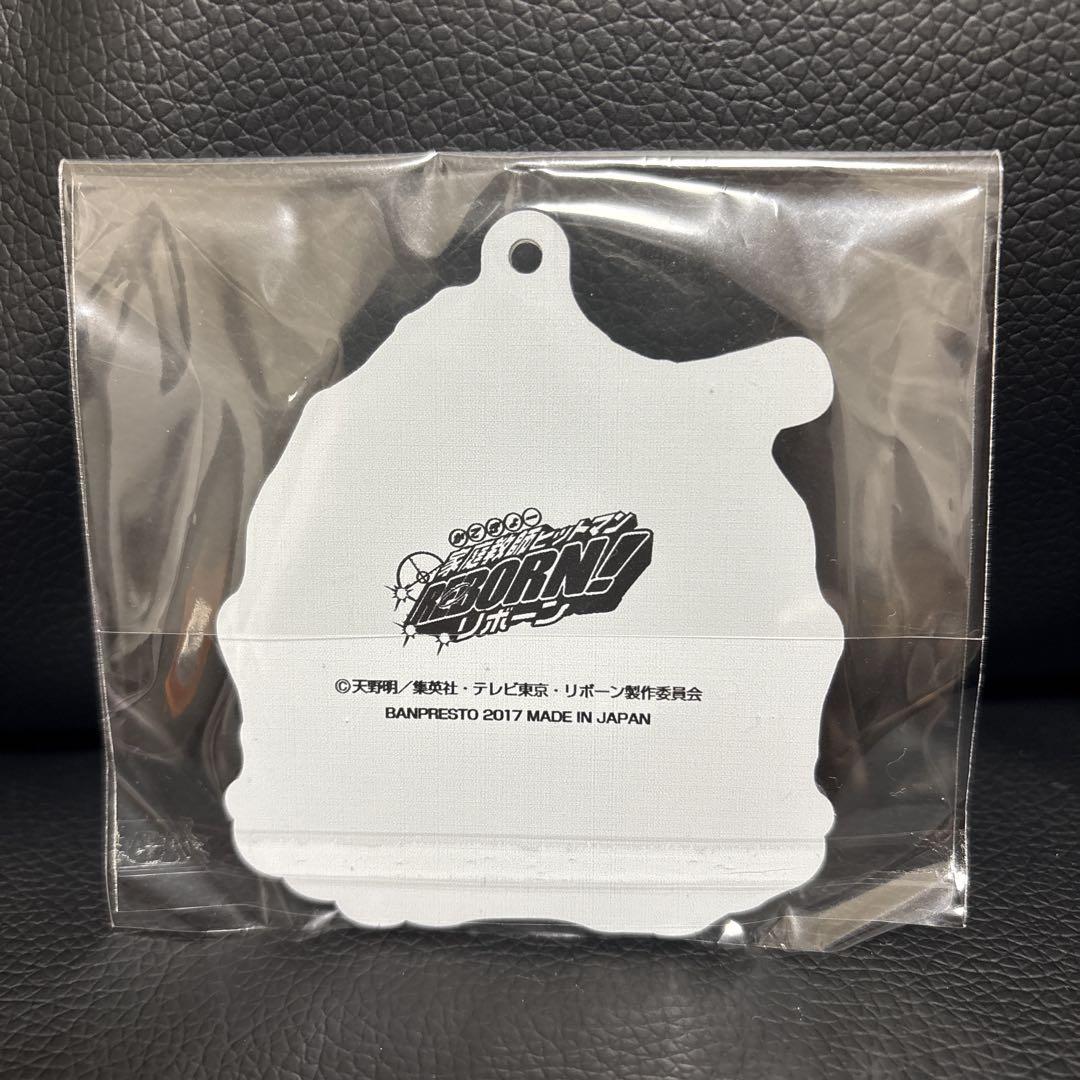 かてきょー
家庭教師ヒットマン
REBORN!
リボーン
©天野明/集英社・テレビ東京・リボーン製作委員会
BANPRESTO 2017 MADE IN JAPAN